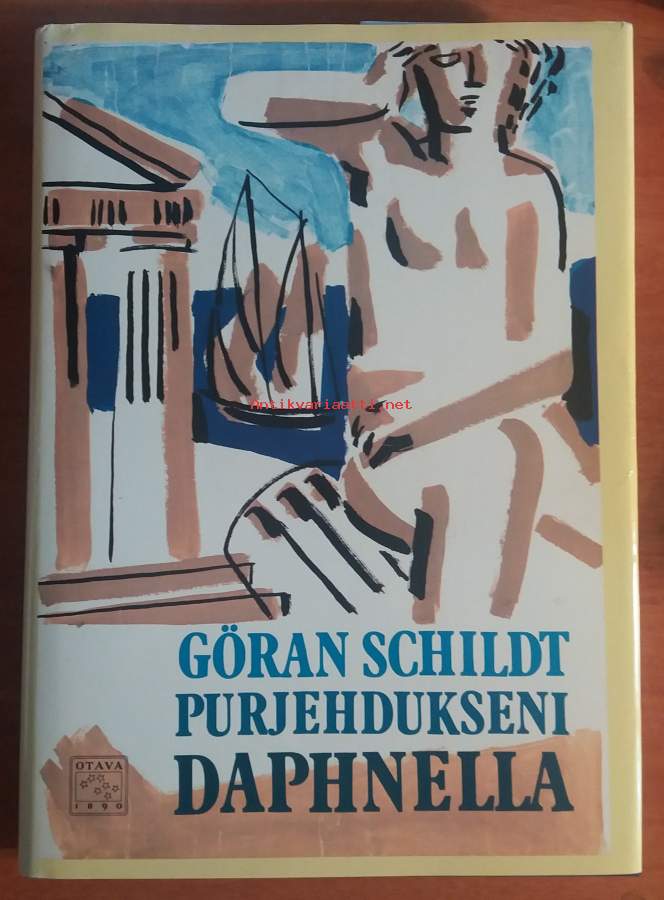 Antikvariaatti.net
GÖRAN SCHILDT
PURJEHDUKSENI
DAPHNELLA
OTAVA
1890